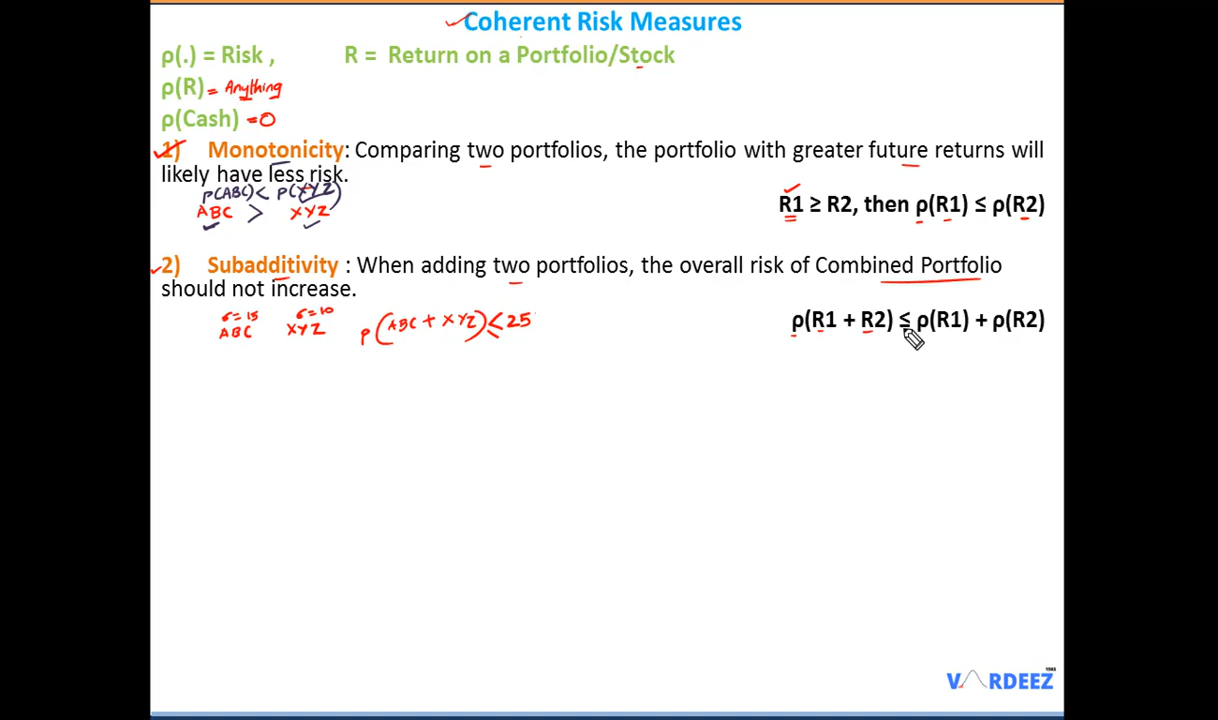 Coherent Risk Measures
ρ(.) = Risk , R = Return on a Portfolio/Stock
ρ(R) = Anything
ρ(Cash) = 0
1) Monotonicity: Comparing two portfolios, the portfolio with greater future returns will
likely have less risk.
ρ(ABC) < ρ(XYZ)
ABC > XYZ
R1 ≥ R2, then ρ(R1) ≤ ρ(R2)
2) Subadditivity : When adding two portfolios, the overall risk of Combined Portfolio
should not increase.
σ=15 σ=10
ABC XYZ ρ(ABC + XYZ) ≤ 25
ρ(R1 + R2) ≤ ρ(R1) + ρ(R2)
V RDEEZ